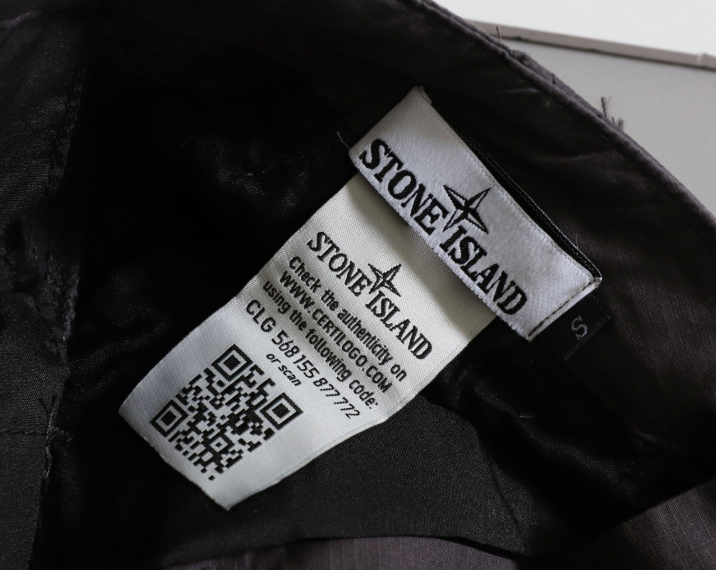 STONE ISLAND
S
STONE ISLAND
Check the authenticity on
WWW.CERTILOGO.COM
using the following code:
CLG 568 155 877 772
or scan